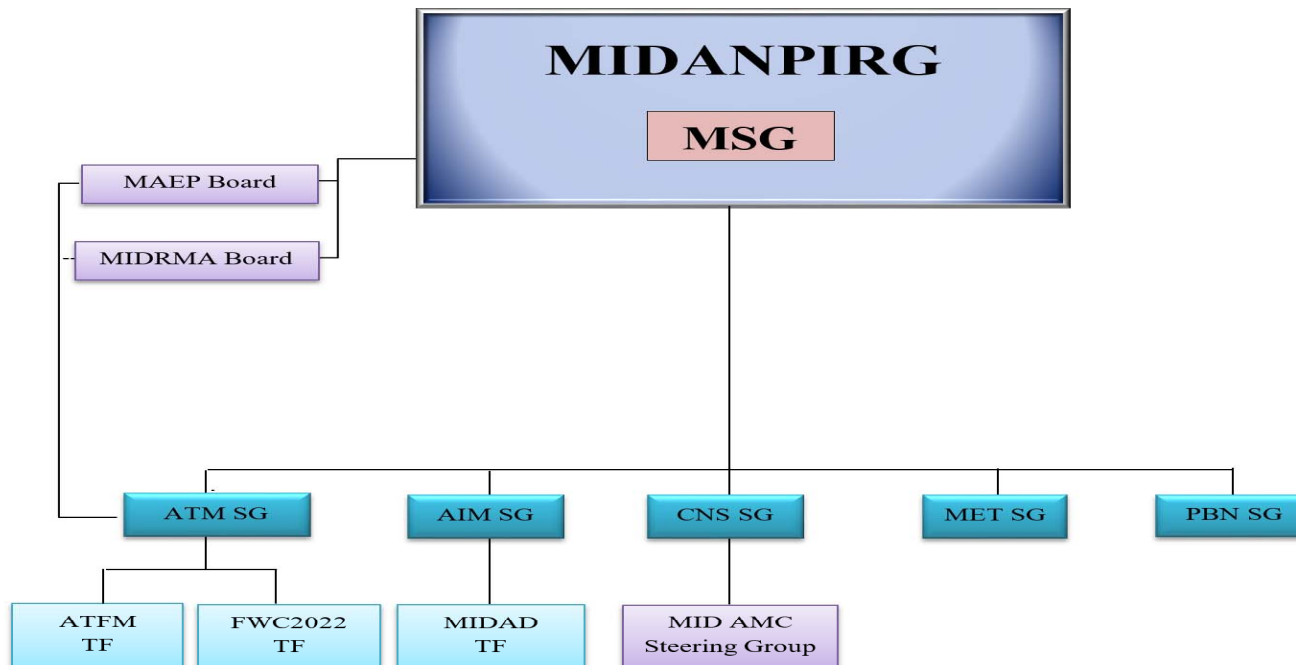 MIDANPIRG
MSG
MAEP Board
MIDRMA Board
ATM SG
AIM SG
CNS SG
MET SG
PBN SG
ATFM
TF
FWC2022
TF
MIDAD
TF
MID AMC
Steering Group